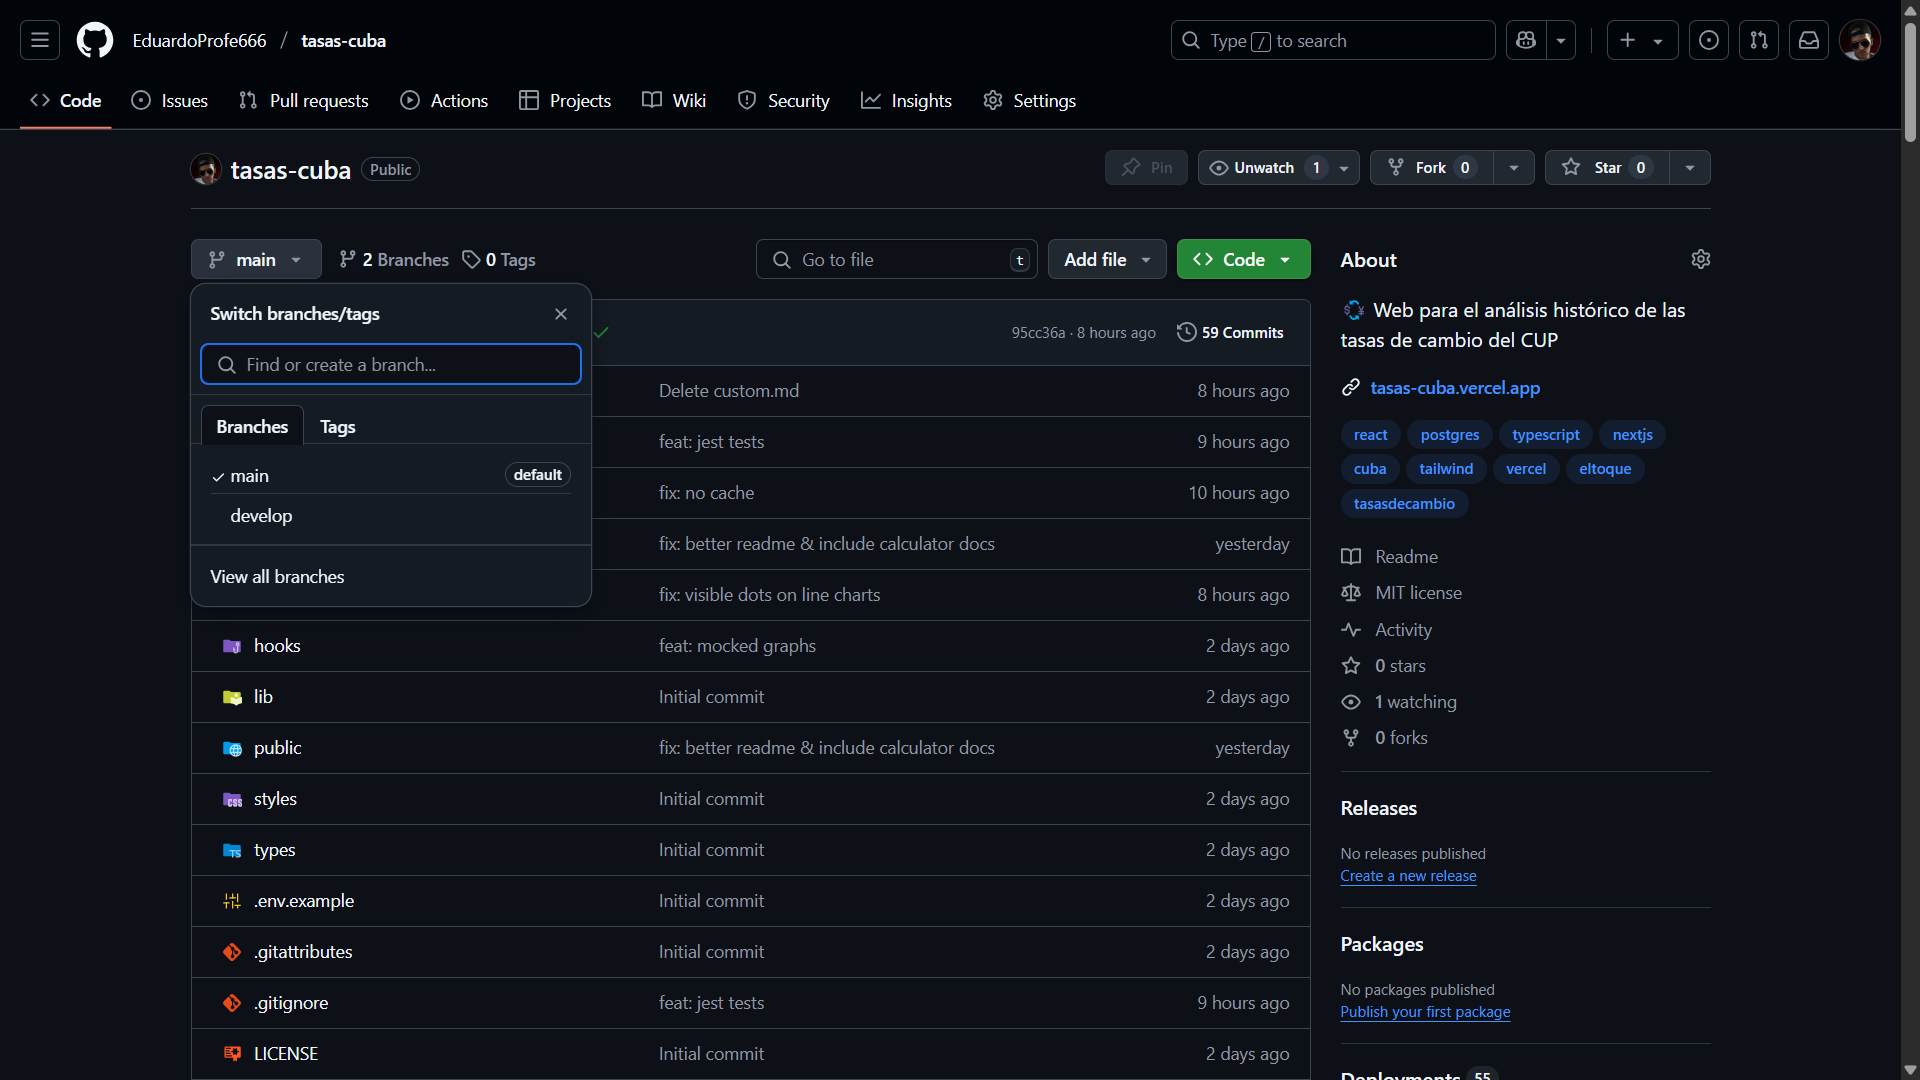 EduardoProfe666 / tasas-cuba
Type / to search
Code
Issues
Pull requests
Actions
Projects
Wiki
Security
Insights
Settings
tasas-cuba
Public
Pin
Unwatch 1
Fork 0
Star 0
main
2 Branches
0 Tags
Go to file
t
Add file
Code
Switch branches/tags
Find or create a branch...
Branches
Tags
main
default
develop
View all branches
95cc36a · 8 hours ago
59 Commits
Delete custom.md
8 hours ago
feat: jest tests
9 hours ago
fix: no cache
10 hours ago
fix: better readme & include calculator docs
yesterday
fix: visible dots on line charts
8 hours ago
hooks
feat: mocked graphs
2 days ago
lib
Initial commit
2 days ago
public
fix: better readme & include calculator docs
yesterday
styles
Initial commit
2 days ago
types
Initial commit
2 days ago
.env.example
Initial commit
2 days ago
.gitattributes
Initial commit
2 days ago
.gitignore
feat: jest tests
9 hours ago
LICENSE
Initial commit
2 days ago
About
Web para el análisis histórico de las
tasas de cambio del CUP
tasas-cuba.vercel.app
react postgres typescript nextjs
cuba tailwind vercel eltoque
tasasdecambio
Readme
MIT license
Activity
0 stars
1 watching
0 forks
Releases
No releases published
Create a new release
Packages
No packages published
Publish your first package
Deployments 55